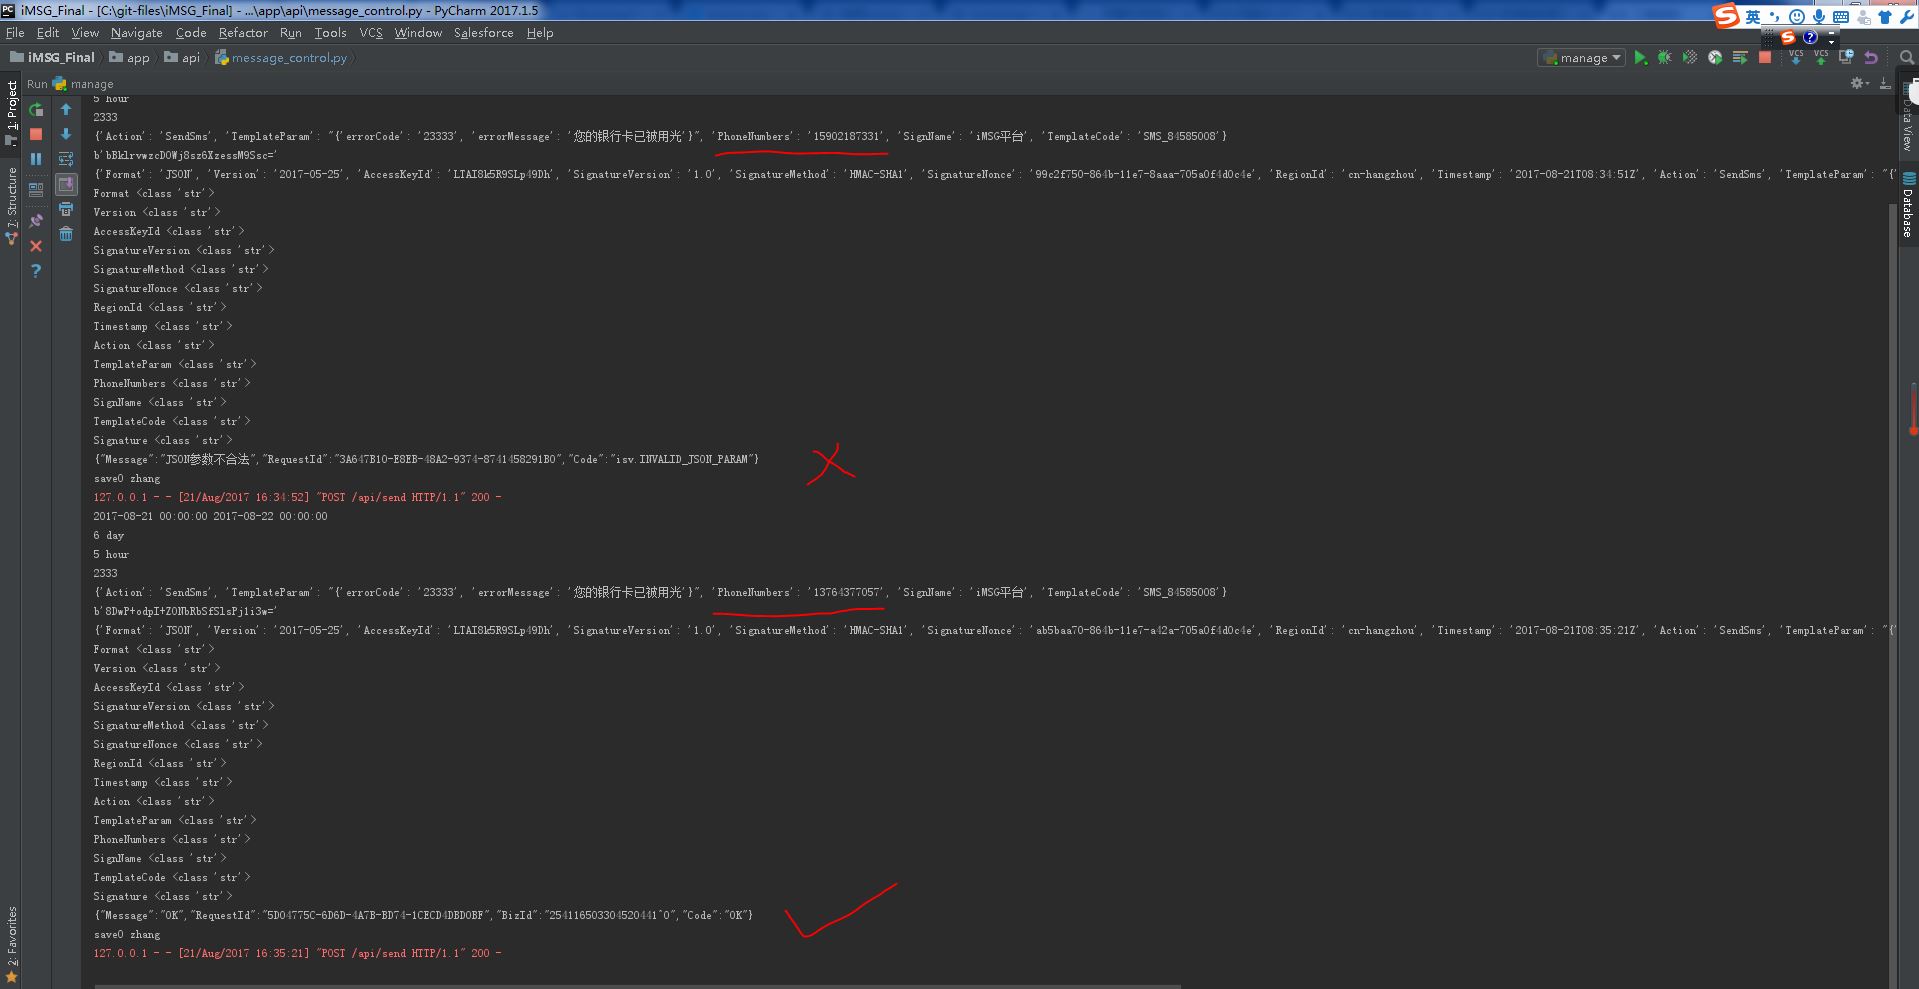 iMSG_Final - [C:\git-files\iMSG_Final] - ...\app\api\message_control.py - PyCharm 2017.1.5
英
File Edit View Navigate Code Refactor Run Tools VCS Window Salesforce Help
iMSG_Final app api message_control.py
manage
VCS VCS
Run manage
1: Project
7: Structure
2: Favorites
Data View
Database
5 hour
2333
{'Action': 'SendSms', 'TemplateParam': "{'errorCode': '23333', 'errorMessage': '您的银行卡已被用光'}", 'PhoneNumbers': '15902187331', 'SignName': 'iMSG平台', 'TemplateCode': 'SMS_84585008'}
b'bBklrvwzcDOWj8sz6XzessM9Ssc='
{'Format': 'JSON', 'Version': '2017-05-25', 'AccessKeyId': 'LTAI8k5R9SLp49Dh', 'SignatureVersion': '1.0', 'SignatureMethod': 'HMAC-SHA1', 'SignatureNonce': '99c2f750-864b-11e7-8aaa-705a0f4d0c4e', 'RegionId': 'cn-hangzhou', 'Timestamp': '2017-08-21T08:34:51Z', 'Action': 'SendSms', 'TemplateParam': "{'
Format <class 'str'>
Version <class 'str'>
AccessKeyId <class 'str'>
SignatureVersion <class 'str'>
SignatureMethod <class 'str'>
SignatureNonce <class 'str'>
RegionId <class 'str'>
Timestamp <class 'str'>
Action <class 'str'>
TemplateParam <class 'str'>
PhoneNumbers <class 'str'>
SignName <class 'str'>
TemplateCode <class 'str'>
Signature <class 'str'>
{"Message":"JSON参数不合法","RequestId":"3A647B10-E8EB-48A2-9374-8741458291B0","Code":"isv.INVALID_JSON_PARAM"}
save0 zhang
127.0.0.1 - - [21/Aug/2017 16:34:52] "POST /api/send HTTP/1.1" 200 -
2017-08-21 00:00:00 2017-08-22 00:00:00
6 day
5 hour
2333
{'Action': 'SendSms', 'TemplateParam': "{'errorCode': '23333', 'errorMessage': '您的银行卡已被用光'}", 'PhoneNumbers': '13764377057', 'SignName': 'iMSG平台', 'TemplateCode': 'SMS_84585008'}
b'8DwP+odpI+ZONbRbSfSlsPj1i3w='
{'Format': 'JSON', 'Version': '2017-05-25', 'AccessKeyId': 'LTAI8k5R9SLp49Dh', 'SignatureVersion': '1.0', 'SignatureMethod': 'HMAC-SHA1', 'SignatureNonce': 'ab5baa70-864b-11e7-a42a-705a0f4d0c4e', 'RegionId': 'cn-hangzhou', 'Timestamp': '2017-08-21T08:35:21Z', 'Action': 'SendSms', 'TemplateParam': "{'
Format <class 'str'>
Version <class 'str'>
AccessKeyId <class 'str'>
SignatureVersion <class 'str'>
SignatureMethod <class 'str'>
SignatureNonce <class 'str'>
RegionId <class 'str'>
Timestamp <class 'str'>
Action <class 'str'>
TemplateParam <class 'str'>
PhoneNumbers <class 'str'>
SignName <class 'str'>
TemplateCode <class 'str'>
Signature <class 'str'>
{"Message":"OK","RequestId":"5D04775C-6D6D-4A7B-BD74-1CECD4DBD0BF","BizId":"254116503304520441^0","Code":"OK"}
save0 zhang
127.0.0.1 - - [21/Aug/2017 16:35:21] "POST /api/send HTTP/1.1" 200 -